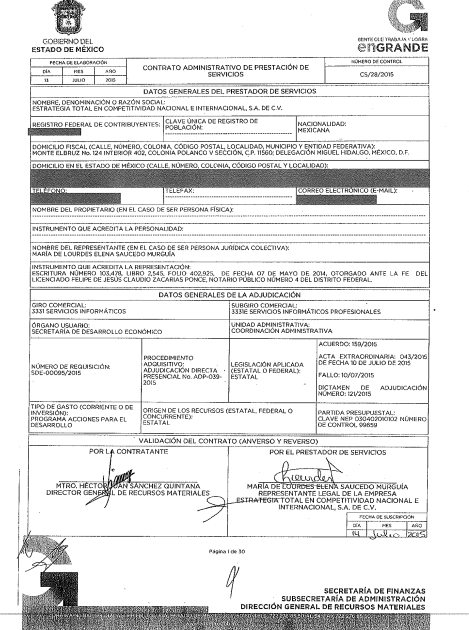 GOBIERNO DEL
ESTADO DE MÉXICO
GENTE QUE TRABAJA Y LOGRA
enGRANDE
FECHA DE ELABORACIÓN
DÍA MES AÑO
13 JULIO 2015
CONTRATO ADMINISTRATIVO DE PRESTACIÓN DE
SERVICIOS
NÚMERO DE CONTROL
CS/28/2015
DATOS GENERALES DEL PRESTADOR DE SERVICIOS
NOMBRE, DENOMINACIÓN O RAZÓN SOCIAL:
ESTRATEGIA TOTAL EN COMPETITIVIDAD NACIONAL E INTERNACIONAL, S.A. DE C.V.
REGISTRO FEDERAL DE CONTRIBUYENTES:
CLAVE ÚNICA DE REGISTRO DE
POBLACIÓN:
NACIONALIDAD:
MEXICANA
DOMICILIO FISCAL (CALLE, NÚMERO, COLONIA, CÓDIGO POSTAL, LOCALIDAD, MUNICIPIO Y ENTIDAD FEDERATIVA):
MONTE ELBRUZ No. 124 INTERIOR 402, COLONIA POLANCO V SECCIÓN, C.P. 11560; DELEGACIÓN MIGUEL HIDALGO, MÉXICO, D.F.
DOMICILIO EN EL ESTADO DE MÉXICO (CALLE, NÚMERO, COLONIA, CÓDIGO POSTAL Y LOCALIDAD):
TELÉFONO:
TELEFAX:
CORREO ELECTRÓNICO (E-MAIL):
NOMBRE DEL PROPIETARIO (EN EL CASO DE SER PERSONA FÍSICA):
INSTRUMENTO QUE ACREDITA LA PERSONALIDAD:
NOMBRE DEL REPRESENTANTE (EN EL CASO DE SER PERSONA JURÍDICA COLECTIVA):
MARÍA DE LOURDES ELENA SAUCEDO MURGUÍA
INSTRUMENTO QUE ACREDITA LA REPRESENTACIÓN:
ESCRITURA NÚMERO 103,478, LIBRO 2,545, FOLIO 402,925, DE FECHA 07 DE MAYO DE 2014, OTORGADO ANTE LA FE DEL
LICENCIADO FELIPE DE JESÚS CLAUDIO ZACARIAS PONCE, NOTARIO PÚBLICO NÚMERO 4 DEL DISTRITO FEDERAL.
DATOS GENERALES DE LA ADJUDICACIÓN
GIRO COMERCIAL:
3331 SERVICIOS INFORMÁTICOS
SUBGIRO COMERCIAL:
3331E SERVICIOS INFORMÁTICOS PROFESIONALES
ÓRGANO USUARIO:
SECRETARÍA DE DESARROLLO ECONÓMICO
UNIDAD ADMINISTRATIVA:
COORDINACIÓN ADMINISTRATIVA
NÚMERO DE REQUISICIÓN:
SDE-00095/2015
PROCEDIMIENTO
ADQUISITIVO:
ADJUDICACIÓN DIRECTA
PRESENCIAL No. ADP-039-
2015
LEGISLACIÓN APLICADA
(ESTATAL O FEDERAL):
ESTATAL
ACUERDO: 159/2015
ACTA EXTRAORDINARIA: 043/2015
DE FECHA 10 DE JULIO DE 2015
FALLO: 10/07/2015
DICTAMEN DE ADJUDICACIÓN
NÚMERO: 121/2015
TIPO DE GASTO (CORRIENTE O DE
INVERSIÓN):
PROGRAMA ACCIONES PARA EL
DESARROLLO
ORIGEN DE LOS RECURSOS (ESTATAL, FEDERAL O
CONCURRENTE):
ESTATAL
PARTIDA PRESUPUESTAL:
CLAVE NEP 030402010102 NÚMERO
DE CONTROL 99659
VALIDACIÓN DEL CONTRATO (ANVERSO Y REVERSO)
POR LA CONTRATANTE
MTRO. HÉCTOR JUAN SÁNCHEZ QUINTANA
DIRECTOR GENERAL DE RECURSOS MATERIALES
POR EL PRESTADOR DE SERVICIOS
MARÍA DE LOURDES ELENA SAUCEDO MURGUÍA
REPRESENTANTE LEGAL DE LA EMPRESA
ESTRATEGIA TOTAL EN COMPETITIVIDAD NACIONAL E
INTERNACIONAL, S.A. DE C.V.
FECHA DE SUSCRIPCIÓN
DÍA MES AÑO
14 Julio 2015
Página 1 de 30
SECRETARÍA DE FINANZAS
SUBSECRETARÍA DE ADMINISTRACIÓN
DIRECCIÓN GENERAL DE RECURSOS MATERIALES